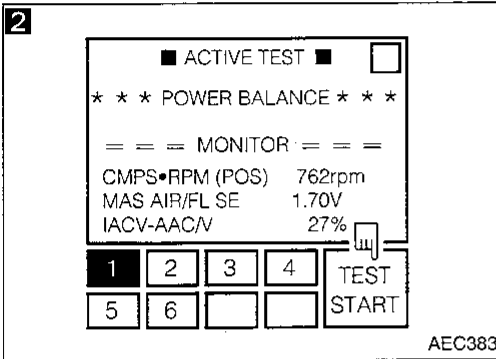 2
■ ACTIVE TEST ■
* * * POWER BALANCE * * *
= = = MONITOR = = =
CMPS•RPM (POS) 762rpm
MAS AIR/FL SE 1.70V
IACV-AAC/V 27%
1 2 3 4 TEST
5 6 START
AEC383